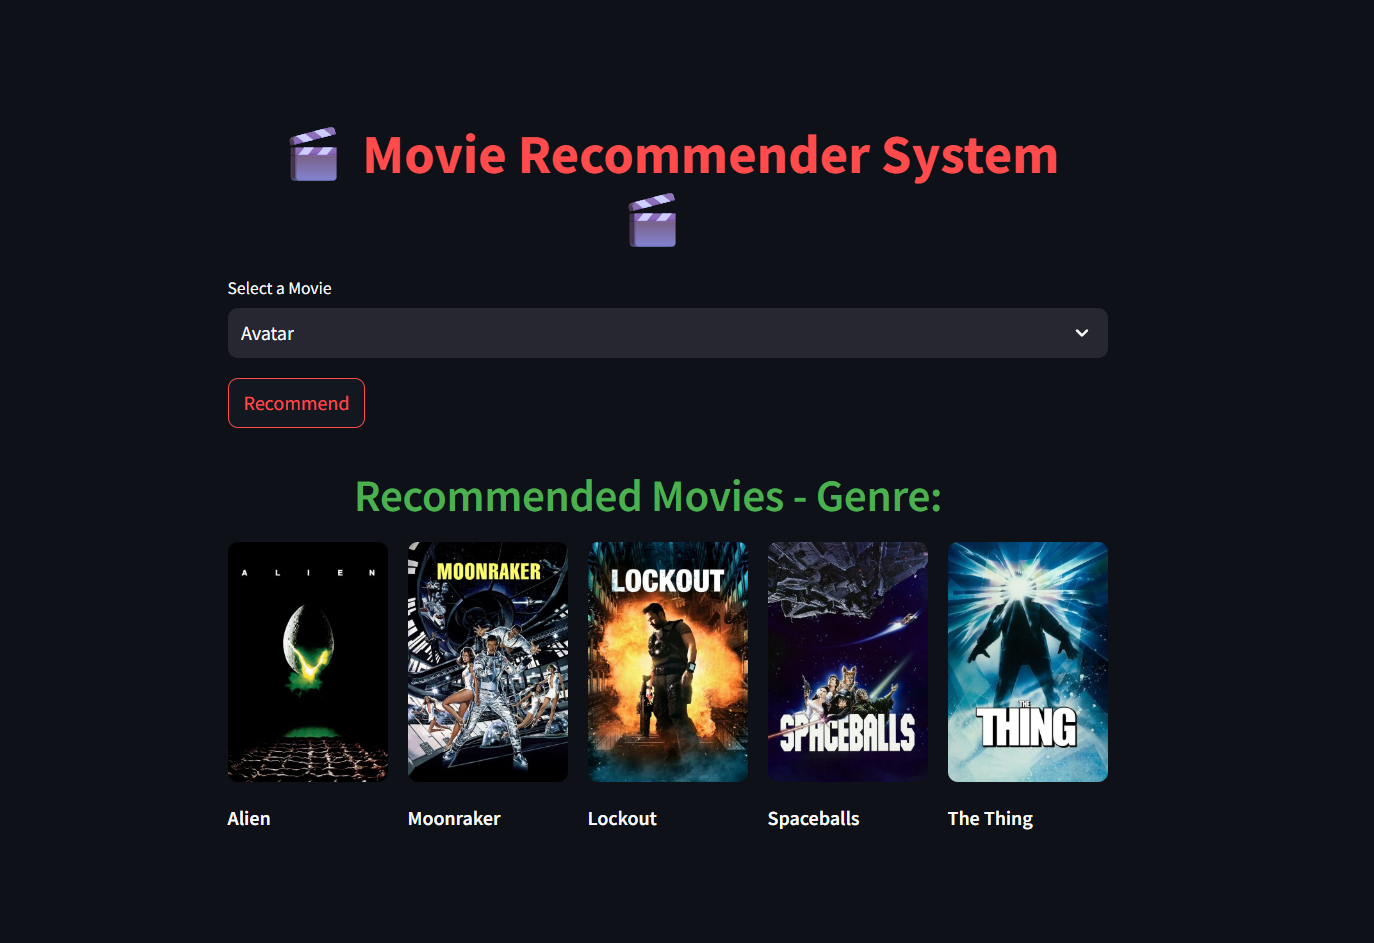 Movie Recommender System
Select a Movie
Avatar
Recommend
Recommended Movies - Genre:
A L I E N
MOONRAKER
LOCKOUT
SPACEBALLS
THE
THING
Alien
Moonraker
Lockout
Spaceballs
The Thing